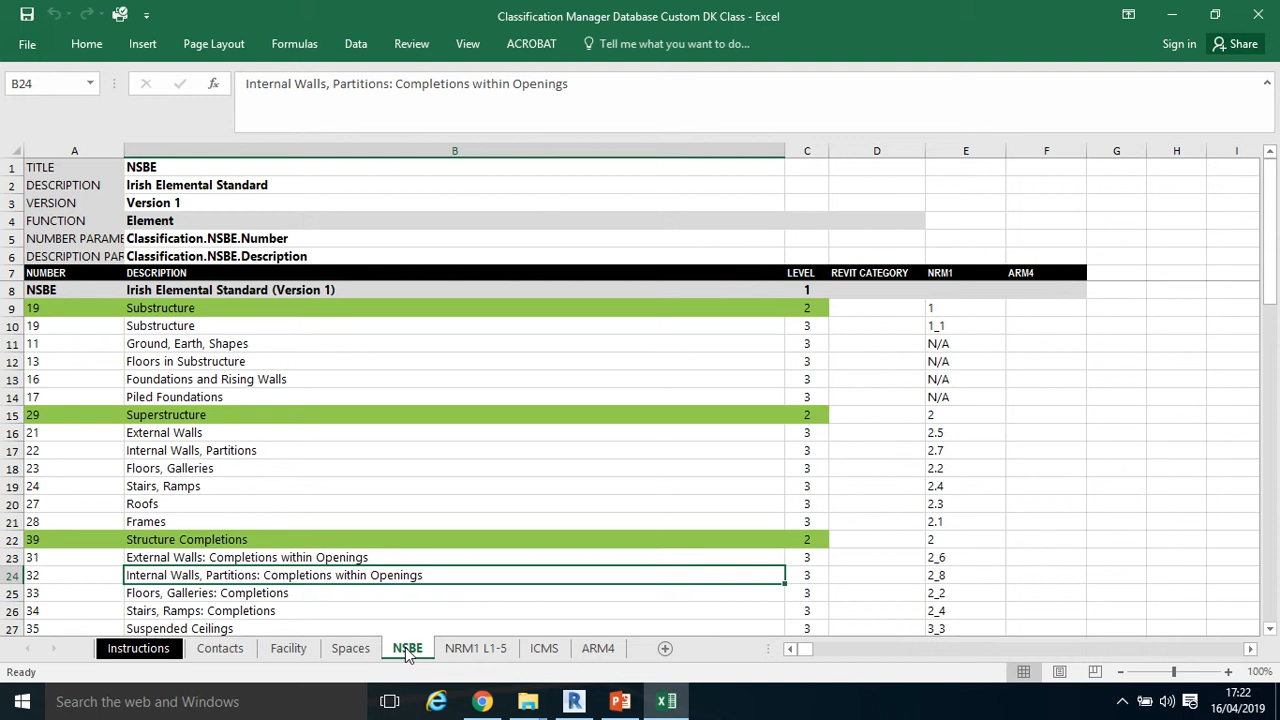 Classification Manager Database Custom DK Class - Excel
File Home Insert Page Layout Formulas Data Review View ACROBAT Tell me what you want to do... Sign in Share
B24 fx Internal Walls, Partitions: Completions within Openings
A B C D E F G H I
1 TITLE NSBE
2 DESCRIPTION Irish Elemental Standard
3 VERSION Version 1
4 FUNCTION Element
5 NUMBER PARAME Classification.NSBE.Number
6 DESCRIPTION PAR Classification.NSBE.Description
7 NUMBER DESCRIPTION LEVEL REVIT CATEGORY NRM1 ARM4
8 NSBE Irish Elemental Standard (Version 1) 1
9 19 Substructure 2 1
10 19 Substructure 3 1_1
11 11 Ground, Earth, Shapes 3 N/A
12 13 Floors in Substructure 3 N/A
13 16 Foundations and Rising Walls 3 N/A
14 17 Piled Foundations 3 N/A
15 29 Superstructure 2 2
16 21 External Walls 3 2.5
17 22 Internal Walls, Partitions 3 2.7
18 23 Floors, Galleries 3 2.2
19 24 Stairs, Ramps 3 2.4
20 27 Roofs 3 2.3
21 28 Frames 3 2.1
22 39 Structure Completions 2 2
23 31 External Walls: Completions within Openings 3 2_6
24 32 Internal Walls, Partitions: Completions within Openings 3 2_8
25 33 Floors, Galleries: Completions 3 2_2
26 34 Stairs, Ramps: Completions 3 2_4
27 35 Suspended Ceilings 3 3_3
Instructions Contacts Facility Spaces NSBE NRM1 L1-5 ICMS ARM4
Ready 100%
Search the web and Windows 17:22
16/04/2019